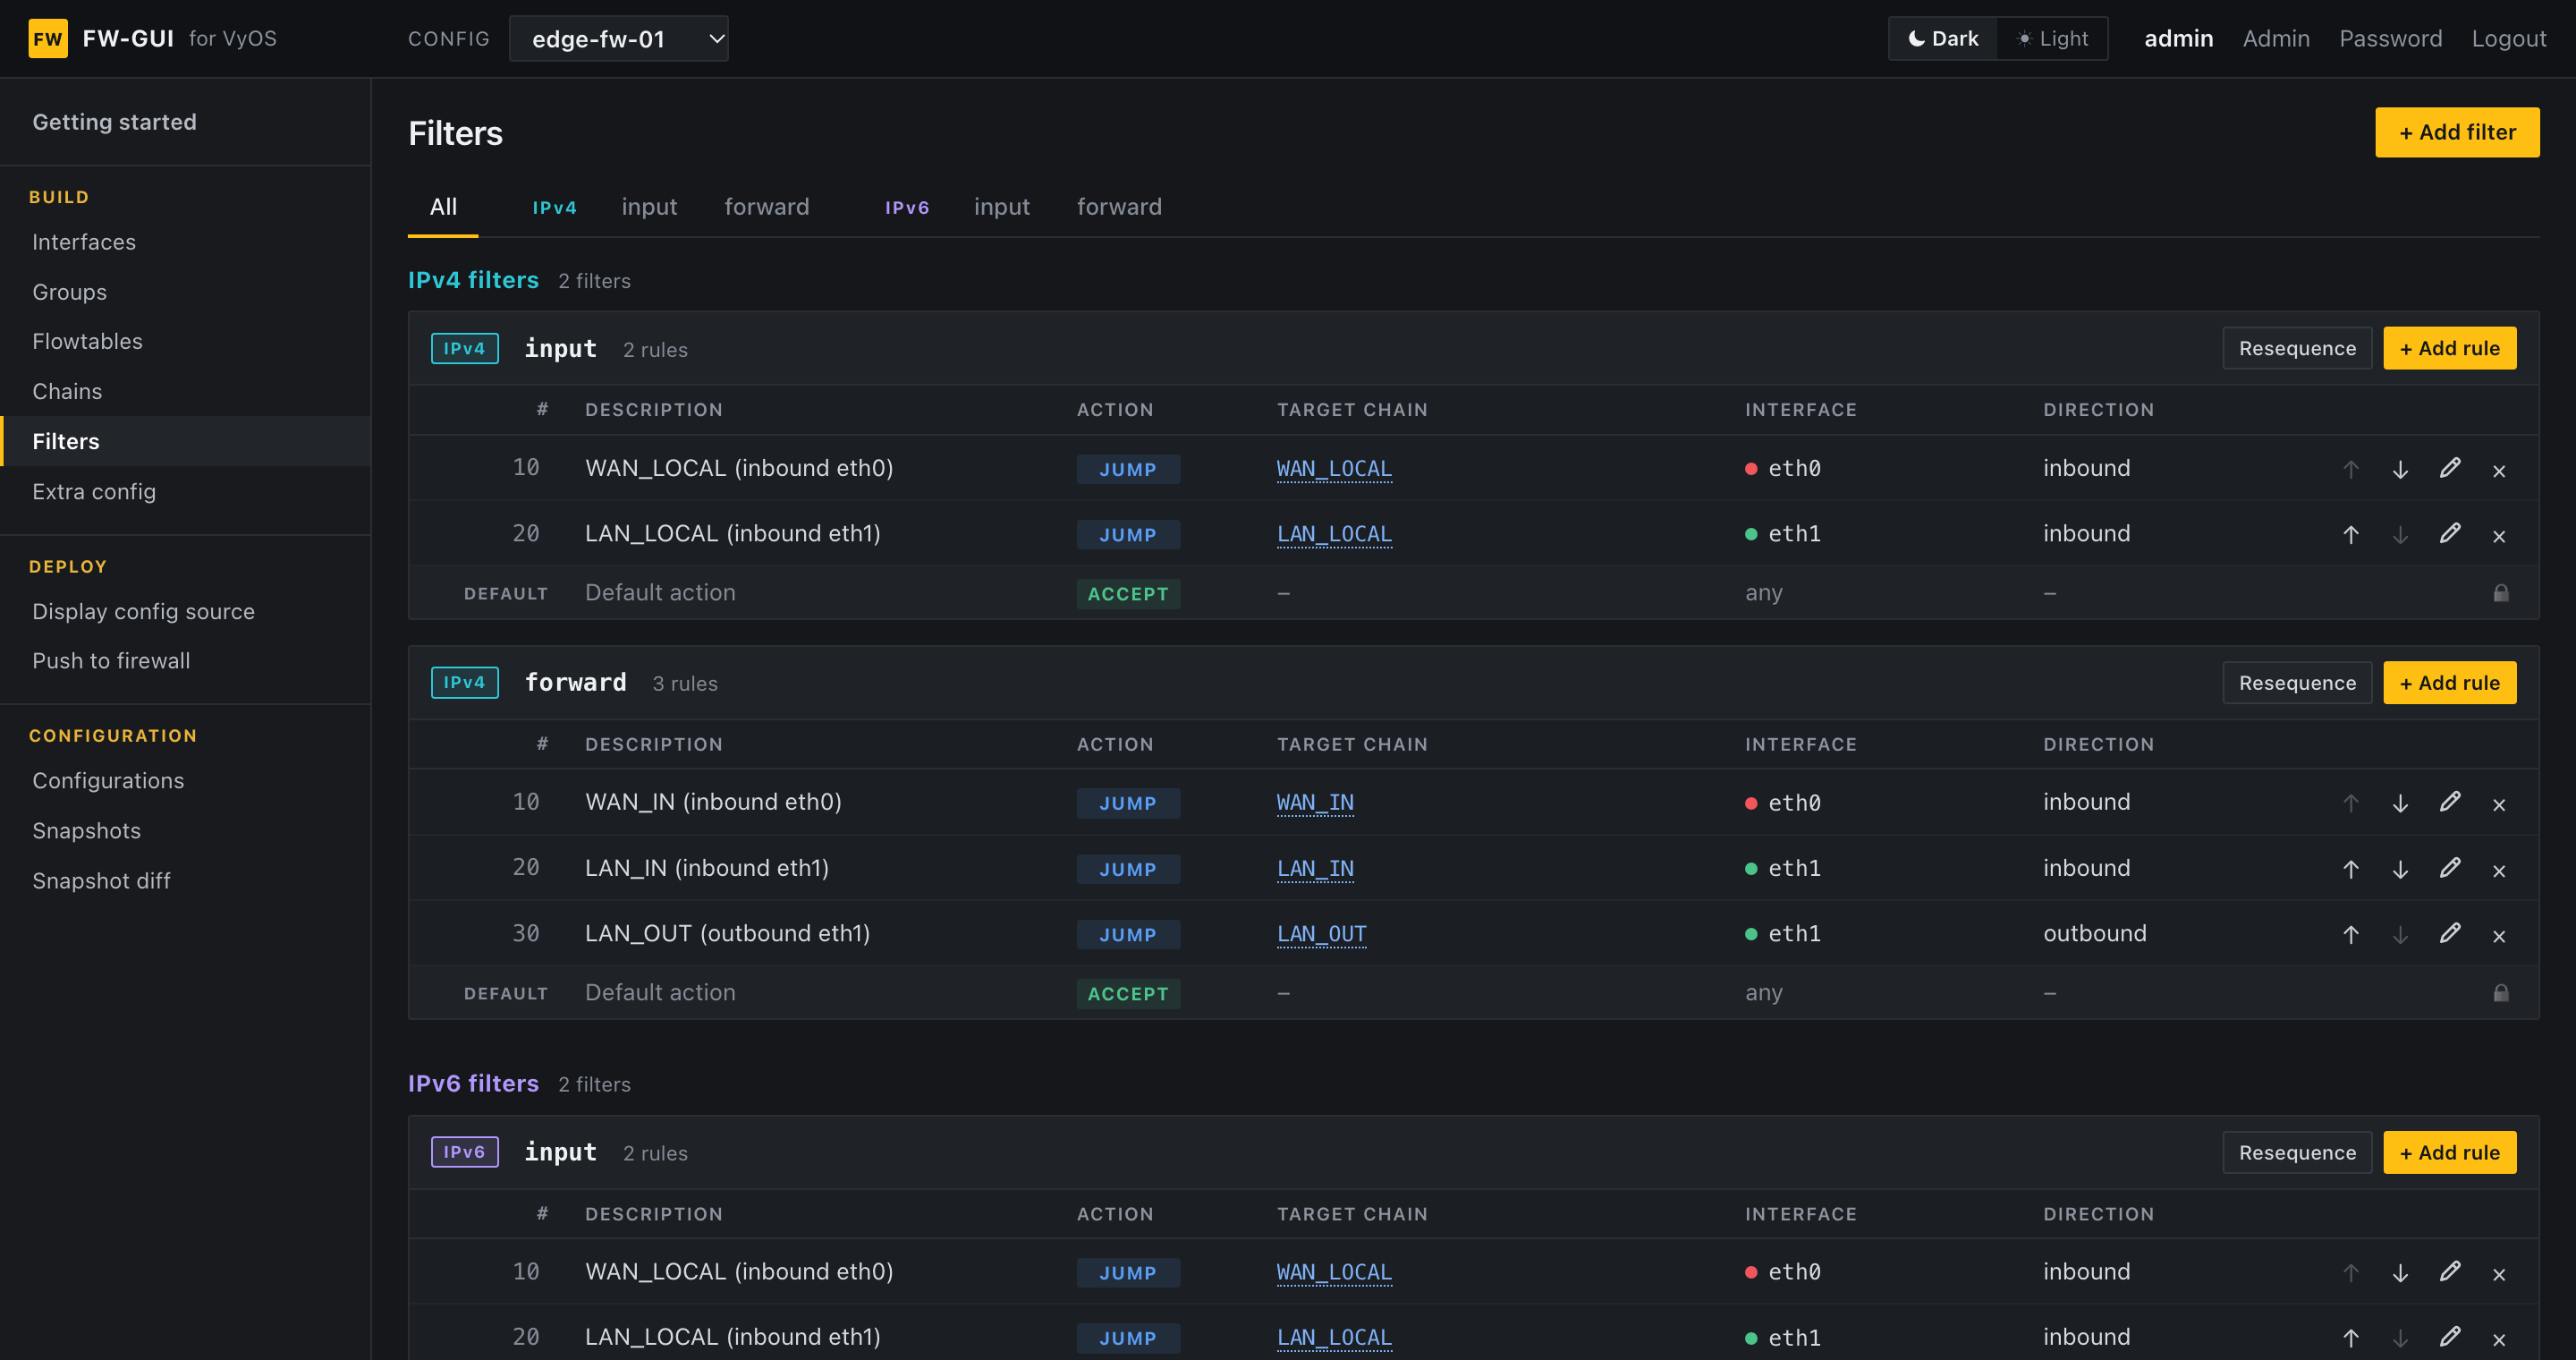 FW FW-GUI for VyOS CONFIG edge-fw-01 Dark Light admin Admin Password Logout
Getting started
BUILD
Interfaces
Groups
Flowtables
Chains
Filters
Extra config
DEPLOY
Display config source
Push to firewall
CONFIGURATION
Configurations
Snapshots
Snapshot diff
Filters + Add filter
All IPv4 input forward IPv6 input forward
IPv4 filters 2 filters
IPv4 input 2 rules Resequence + Add rule
# DESCRIPTION ACTION TARGET CHAIN INTERFACE DIRECTION
10 WAN_LOCAL (inbound eth0) JUMP WAN_LOCAL eth0 inbound ↑ ↓ ×
20 LAN_LOCAL (inbound eth1) JUMP LAN_LOCAL eth1 inbound ↑ ↓ ×
DEFAULT Default action ACCEPT – any –
IPv4 forward 3 rules Resequence + Add rule
# DESCRIPTION ACTION TARGET CHAIN INTERFACE DIRECTION
10 WAN_IN (inbound eth0) JUMP WAN_IN eth0 inbound ↑ ↓ ×
20 LAN_IN (inbound eth1) JUMP LAN_IN eth1 inbound ↑ ↓ ×
30 LAN_OUT (outbound eth1) JUMP LAN_OUT eth1 outbound ↑ ↓ ×
DEFAULT Default action ACCEPT – any –
IPv6 filters 2 filters
IPv6 input 2 rules Resequence + Add rule
# DESCRIPTION ACTION TARGET CHAIN INTERFACE DIRECTION
10 WAN_LOCAL (inbound eth0) JUMP WAN_LOCAL eth0 inbound ↑ ↓ ×
20 LAN_LOCAL (inbound eth1) JUMP LAN_LOCAL eth1 inbound ↑ ↓ ×